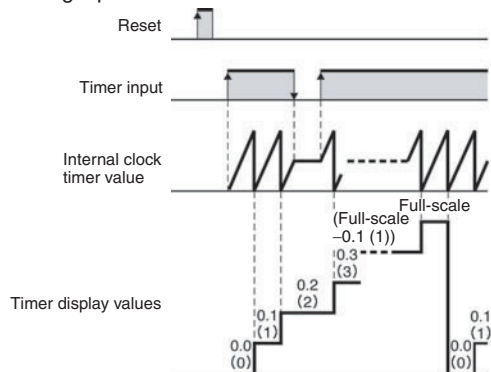 Reset
Timer input
Internal clock
timer value
Full-scale
(Full-scale
–0.1 (1))
0.3
(3)
0.2
(2)
Timer display values
0.1
(1)
0.0
(0)
0.1
(1)
0.0
(0)